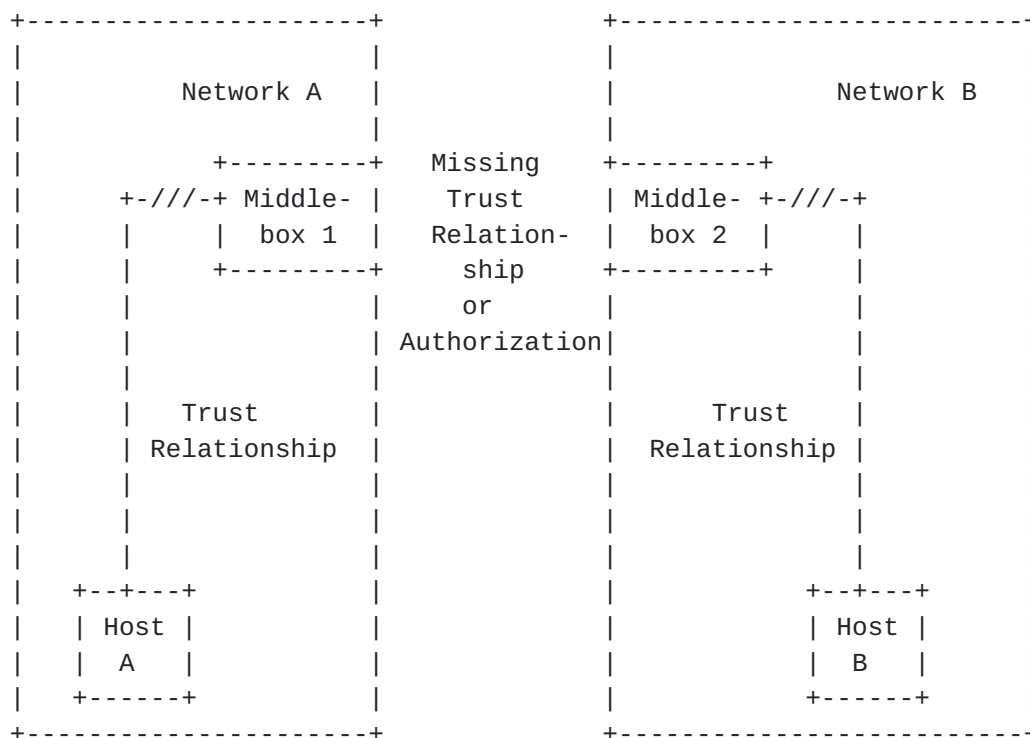 +----------------------+              +--------------------------+
|                      |              |                          |
|          Network A   |              |              Network B   |
|                      |              |                          |
|            +---------+   Missing    +---------+                |
|      +-///-+ Middle- |    Trust     | Middle- +-///-+          |
|      |     |  box 1  |   Relation-  |  box 2  |     |          |
|      |     +---------+     ship     +---------+     |          |
|      |               |     or       |               |          |
|      |               | Authorization|               |          |
|      |               |              |               |          |
|      |   Trust       |              |      Trust    |          |
|      | Relationship  |              |  Relationship |          |
|      |               |              |               |          |
|      |               |              |               |          |
|      |               |              |               |          |
|   +--+---+           |              |            +--+---+      |
|   | Host |           |              |            | Host |      |
|   |  A   |           |              |            |  B   |      |
|   +------+           |              |            +------+      |
+----------------------+              +--------------------------+